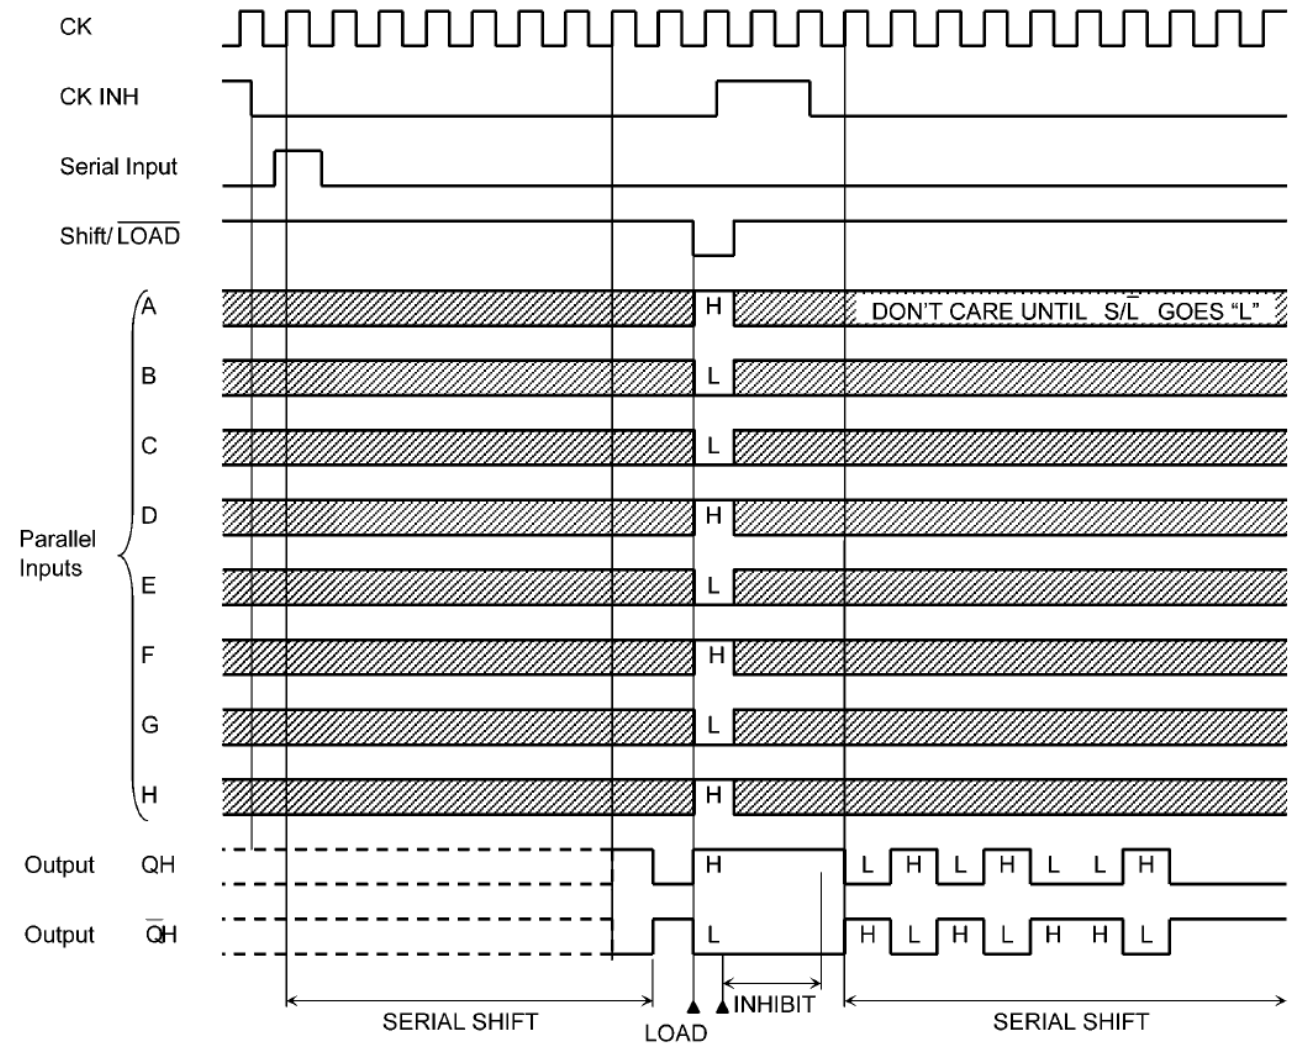 CK
CK INH
Serial Input
Shift/ LOAD
A H DON'T CARE UNTIL S/L GOES "L"
B L
C L
D H
Parallel
Inputs
E L
F H
G L
H H
Output QH H L H L H L L H
Output QH L H L H L H H L
INHIBIT
SERIAL SHIFT
LOAD
SERIAL SHIFT